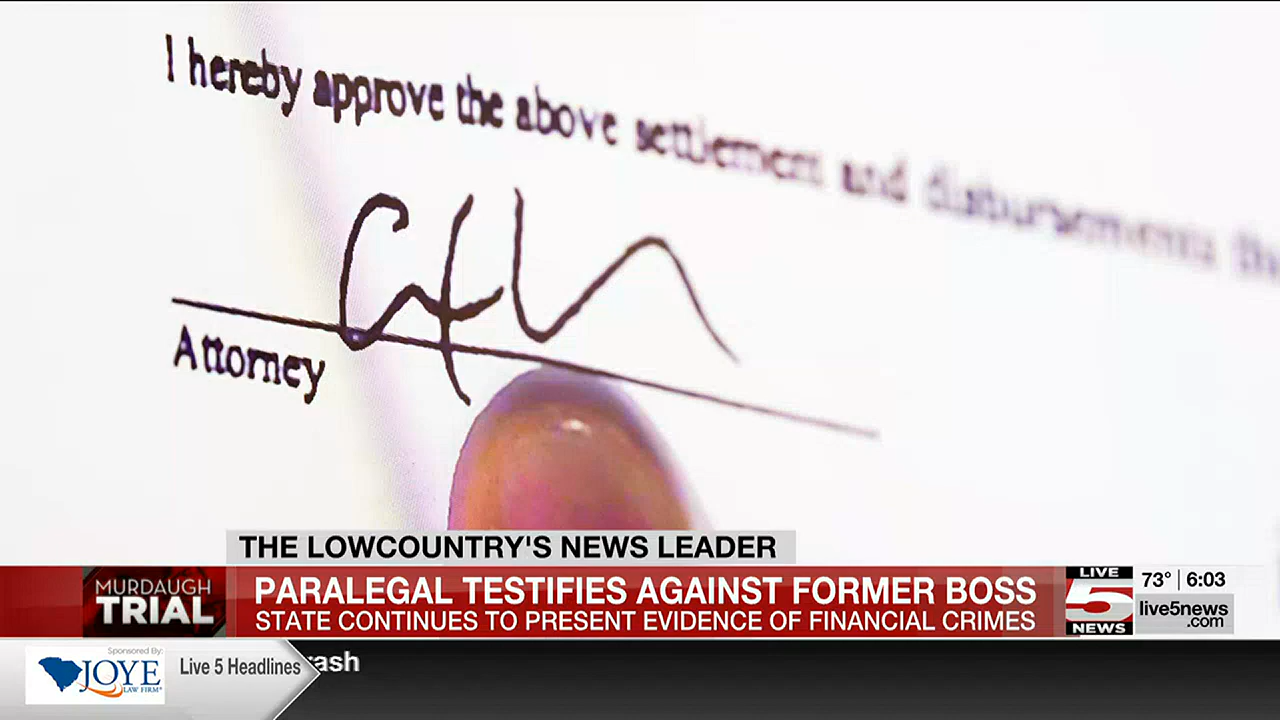 I hereby approve the above settlement and disbursements
Attorney
THE LOWCOUNTRY'S NEWS LEADER
MURDAUGH
TRIAL
PARALEGAL TESTIFIES AGAINST FORMER BOSS
STATE CONTINUES TO PRESENT EVIDENCE OF FINANCIAL CRIMES
LIVE
5
NEWS
73° | 6:03
live5news
.com
Sponsored By:
JOYE
LAW FIRM®
Live 5 Headlines